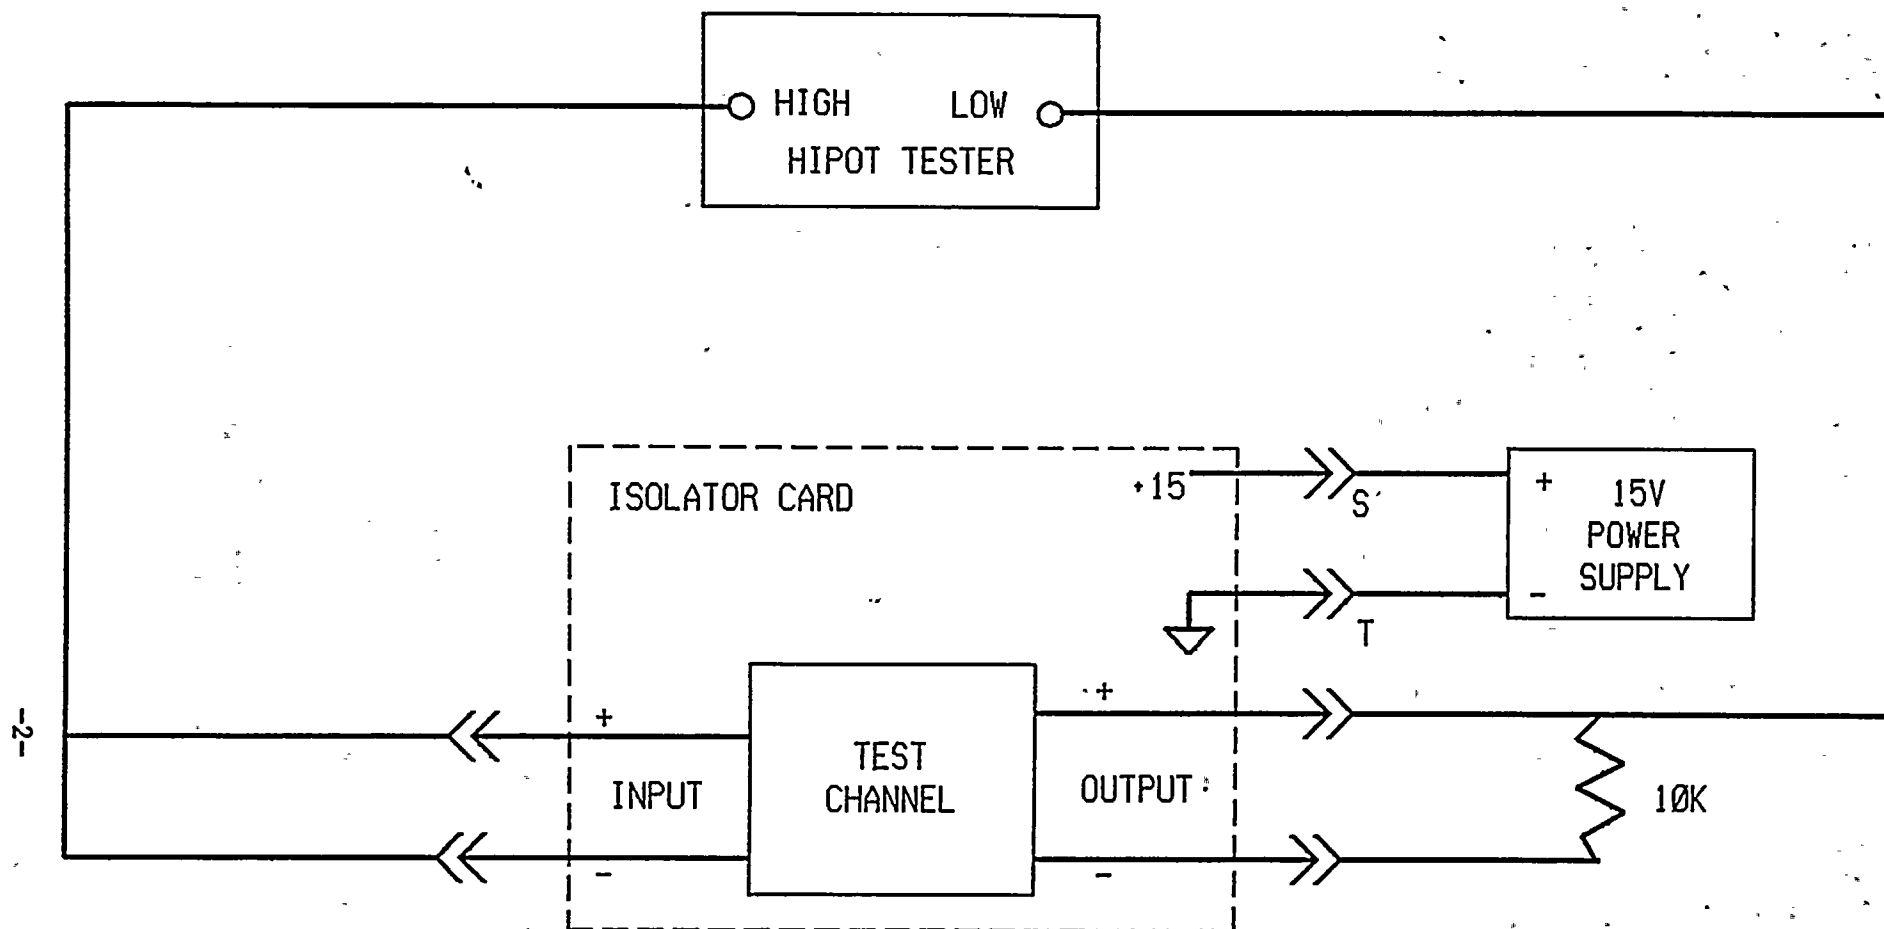 HIGH LOW
HIPOT TESTER
ISOLATOR CARD
+15
S
+ 15V
POWER
SUPPLY
-
T
+
+
TEST
CHANNEL
INPUT
OUTPUT
10K
-
-
-2-